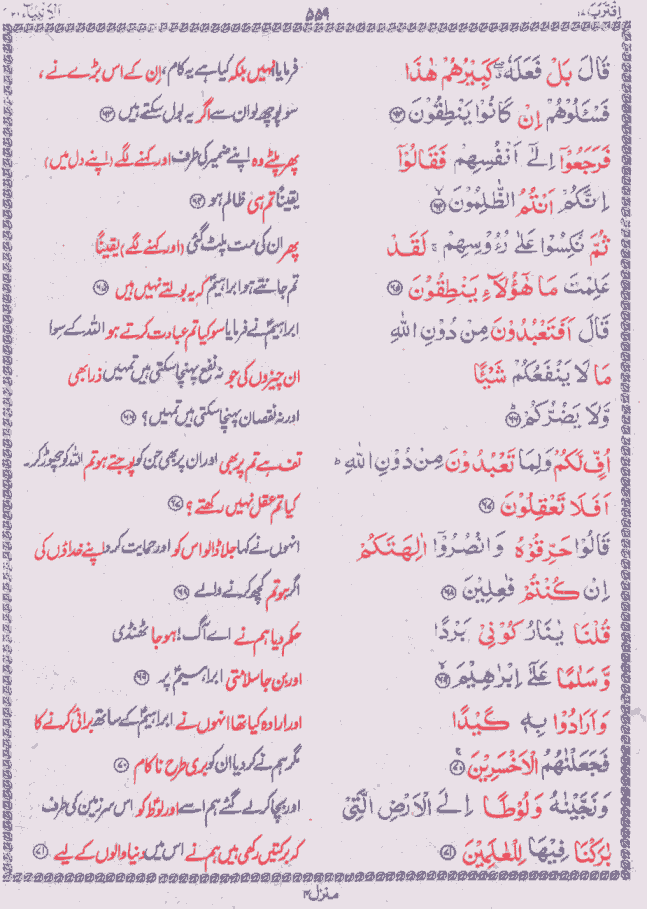 اقترب ١٧
٥٥٩
الانبیاء ٢١
قَالَ بَلْ فَعَلَهٗ ۖ كَبِيْرُهُمْ هٰذَا
فرمایا نہیں بلکہ کیا ہے یہ کام، اِن کے اس بڑے نے،
فَسْـَٔلُوْهُمْ اِنْ كَانُوْا يَنْطِقُوْنَ ﴿٦٣﴾
سو پوچھ لو ان سے اگر یہ بول سکتے ہیں ﴿٦٣﴾
فَرَجَعُوْٓا اِلٰٓى اَنْفُسِهِمْ فَقَالُوْٓا
پھر پلٹے وہ اپنے ضمیر کی طرف اور کہنے لگے (اپنے دل میں)
اِنَّكُمْ اَنْتُمُ الظّٰلِمُوْنَ ﴿٦٤﴾
یقیناً تم ہی ظالم ہو ﴿٦٤﴾
ثُمَّ نُكِسُوْا عَلٰى رُءُوْسِهِمْ ۚ لَقَدْ
پھر ان کی مت پلٹ گئی (اور کہنے لگے) یقیناً
عَلِمْتَ مَا هٰٓؤُلَآءِ يَنْطِقُوْنَ ﴿٦٥﴾
تم جانتے ہو ابراہیمؑ کہ یہ بولتے نہیں ہیں ﴿٦٥﴾
قَالَ اَفَتَعْبُدُوْنَ مِنْ دُوْنِ اللّٰهِ
ابراہیمؑ نے فرمایا سو کیا تم عبادت کرتے ہو اللہ کے سوا
مَا لَا يَنْفَعُكُمْ شَيْـًٔا
ان چیزوں کی جو نہ نفع پہنچا سکتی ہیں تمہیں ذرا بھی
وَّلَا يَضُرُّكُمْ ﴿٦٦﴾
اور نہ نقصان پہنچا سکتی ہیں تمہیں؟ ﴿٦٦﴾
اُفٍّ لَّكُمْ وَلِمَا تَعْبُدُوْنَ مِنْ دُوْنِ اللّٰهِ ؕ
تف ہے تم پر بھی اور ان پر بھی جن کو پوجتے ہو تم اللہ کو چھوڑ کر۔
اَفَلَا تَعْقِلُوْنَ ﴿٦٧﴾
کیا تم عقل نہیں رکھتے؟ ﴿٦٧﴾
قَالُوْا حَرِّقُوْهُ وَانْصُرُوْٓا اٰلِهَتَكُمْ
انہوں نے کہا جلا ڈالو اس کو اور حمایت کرو اپنے خداؤں کی
اِنْ كُنْتُمْ فٰعِلِيْنَ ﴿٦٨﴾
اگر ہو تم کچھ کرنے والے ﴿٦٨﴾
قُلْنَا يٰنَارُ كُوْنِيْ بَرْدًا
حکم دیا ہم نے اے آگ! ہو جا ٹھنڈی
وَّسَلٰمًا عَلٰٓى اِبْرٰهِيْمَ ﴿٦٩﴾
اور بن جا سلامتی ابراہیمؑ پر ﴿٦٩﴾
وَاَرَادُوْا بِهٖ كَيْدًا
اور ارادہ کیا تھا انہوں نے ابراہیمؑ کے ساتھ برائی کرنے کا
فَجَعَلْنٰهُمُ الْاَخْسَرِيْنَ ﴿٧٠﴾
مگر ہم نے کر دیا ان کو بری طرح ناکام ﴿٧٠﴾
وَنَجَّيْنٰهُ وَلُوْطًا اِلَى الْاَرْضِ الَّتِيْ
اور بچا کر لے گئے ہم اسے اور لوطؑ کو اس سرزمین کی طرف
بٰرَكْنَا فِيْهَا لِلْعٰلَمِيْنَ ﴿٧١﴾
کہ برکتیں رکھی ہیں ہم نے اس میں دنیا والوں کے لیے ﴿٧١﴾
منزل ٤